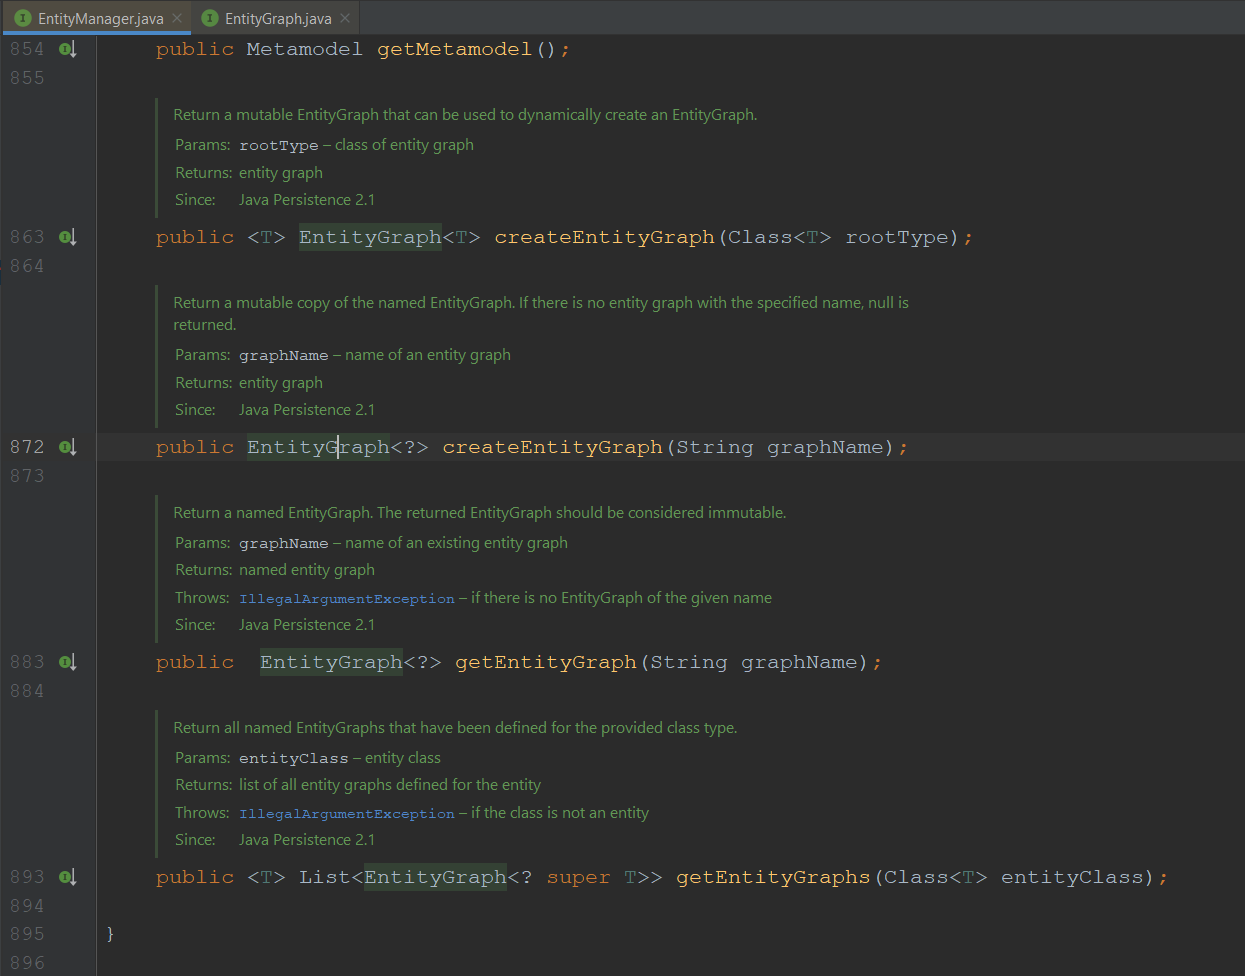 EntityManager.java EntityGraph.java
854 public Metamodel getMetamodel();
855
Return a mutable EntityGraph that can be used to dynamically create an EntityGraph.
Params: rootType – class of entity graph
Returns: entity graph
Since: Java Persistence 2.1
863 public <T> EntityGraph<T> createEntityGraph(Class<T> rootType);
864
Return a mutable copy of the named EntityGraph. If there is no entity graph with the specified name, null is
returned.
Params: graphName – name of an entity graph
Returns: entity graph
Since: Java Persistence 2.1
872 public EntityGraph<?> createEntityGraph(String graphName);
873
Return a named EntityGraph. The returned EntityGraph should be considered immutable.
Params: graphName – name of an existing entity graph
Returns: named entity graph
Throws: IllegalArgumentException – if there is no EntityGraph of the given name
Since: Java Persistence 2.1
883 public  EntityGraph<?> getEntityGraph(String graphName);
884
Return all named EntityGraphs that have been defined for the provided class type.
Params: entityClass – entity class
Returns: list of all entity graphs defined for the entity
Throws: IllegalArgumentException – if the class is not an entity
Since: Java Persistence 2.1
893 public <T> List<EntityGraph<? super T>> getEntityGraphs(Class<T> entityClass);
894
895 }
896